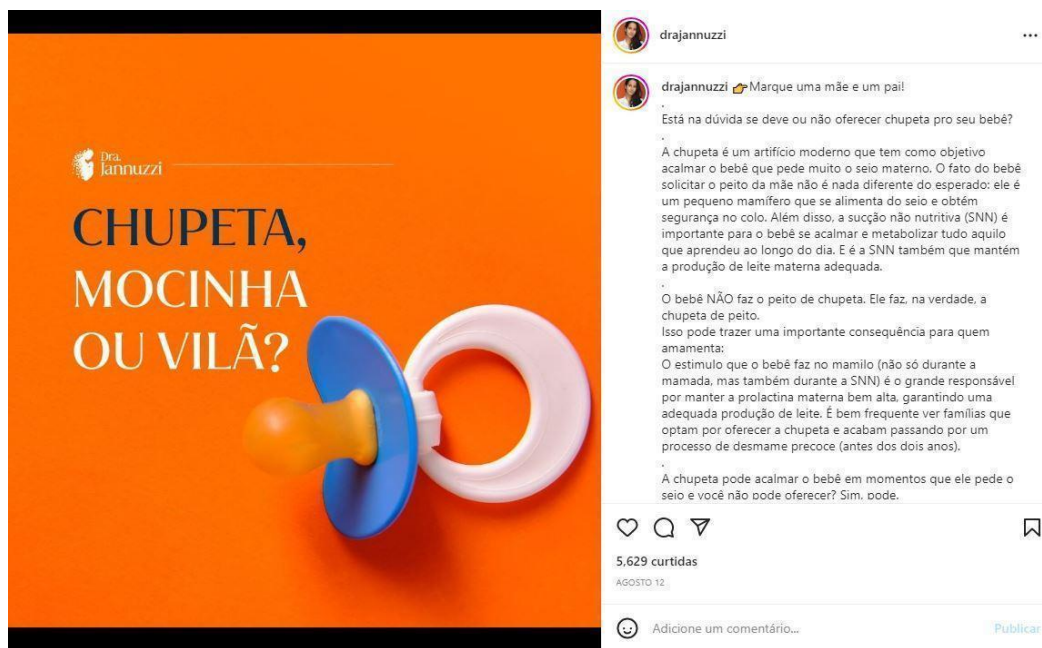 Dra.
Jannuzzi
CHUPETA,
MOCINHA
OU VILÃ?
drajannuzzi
drajannuzzi 👉Marque uma mãe e um pai!
.
Está na dúvida se deve ou não oferecer chupeta pro seu bebê?
.
A chupeta é um artifício moderno que tem como objetivo
acalmar o bebê que pede muito o seio materno. O fato do bebê
solicitar o peito da mãe não é nada diferente do esperado: ele é
um pequeno mamífero que se alimenta do seio e obtém
segurança no colo. Além disso, a sucção não nutritiva (SNN) é
importante para o bebê se acalmar e metabolizar tudo aquilo
que aprendeu ao longo do dia. E é a SNN também que mantém
a produção de leite materna adequada.
.
O bebê NÃO faz o peito de chupeta. Ele faz, na verdade, a
chupeta de peito.
Isso pode trazer uma importante consequência para quem
amamenta:
O estimulo que o bebê faz no mamilo (não só durante a
mamada, mas também durante a SNN) é o grande responsável
por manter a prolactina materna bem alta, garantindo uma
adequada produção de leite. É bem frequente ver famílias que
optam por oferecer a chupeta e acabam passando por um
processo de desmame precoce (antes dos dois anos).
.
A chupeta pode acalmar o bebê em momentos que ele pede o
seio e você não pode oferecer? Sim, pode.
5,629 curtidas
AGOSTO 12
Adicione um comentário...
Publicar